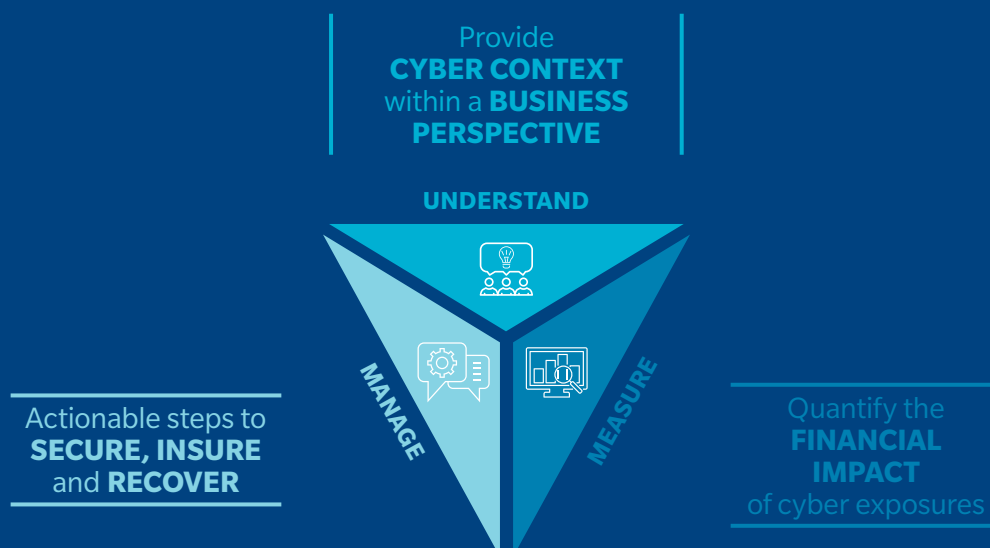 Provide
CYBER CONTEXT
within a BUSINESS
PERSPECTIVE
UNDERSTAND
MANAGE
MEASURE
Actionable steps to
SECURE, INSURE
and RECOVER
Quantify the
FINANCIAL
IMPACT
of cyber exposures